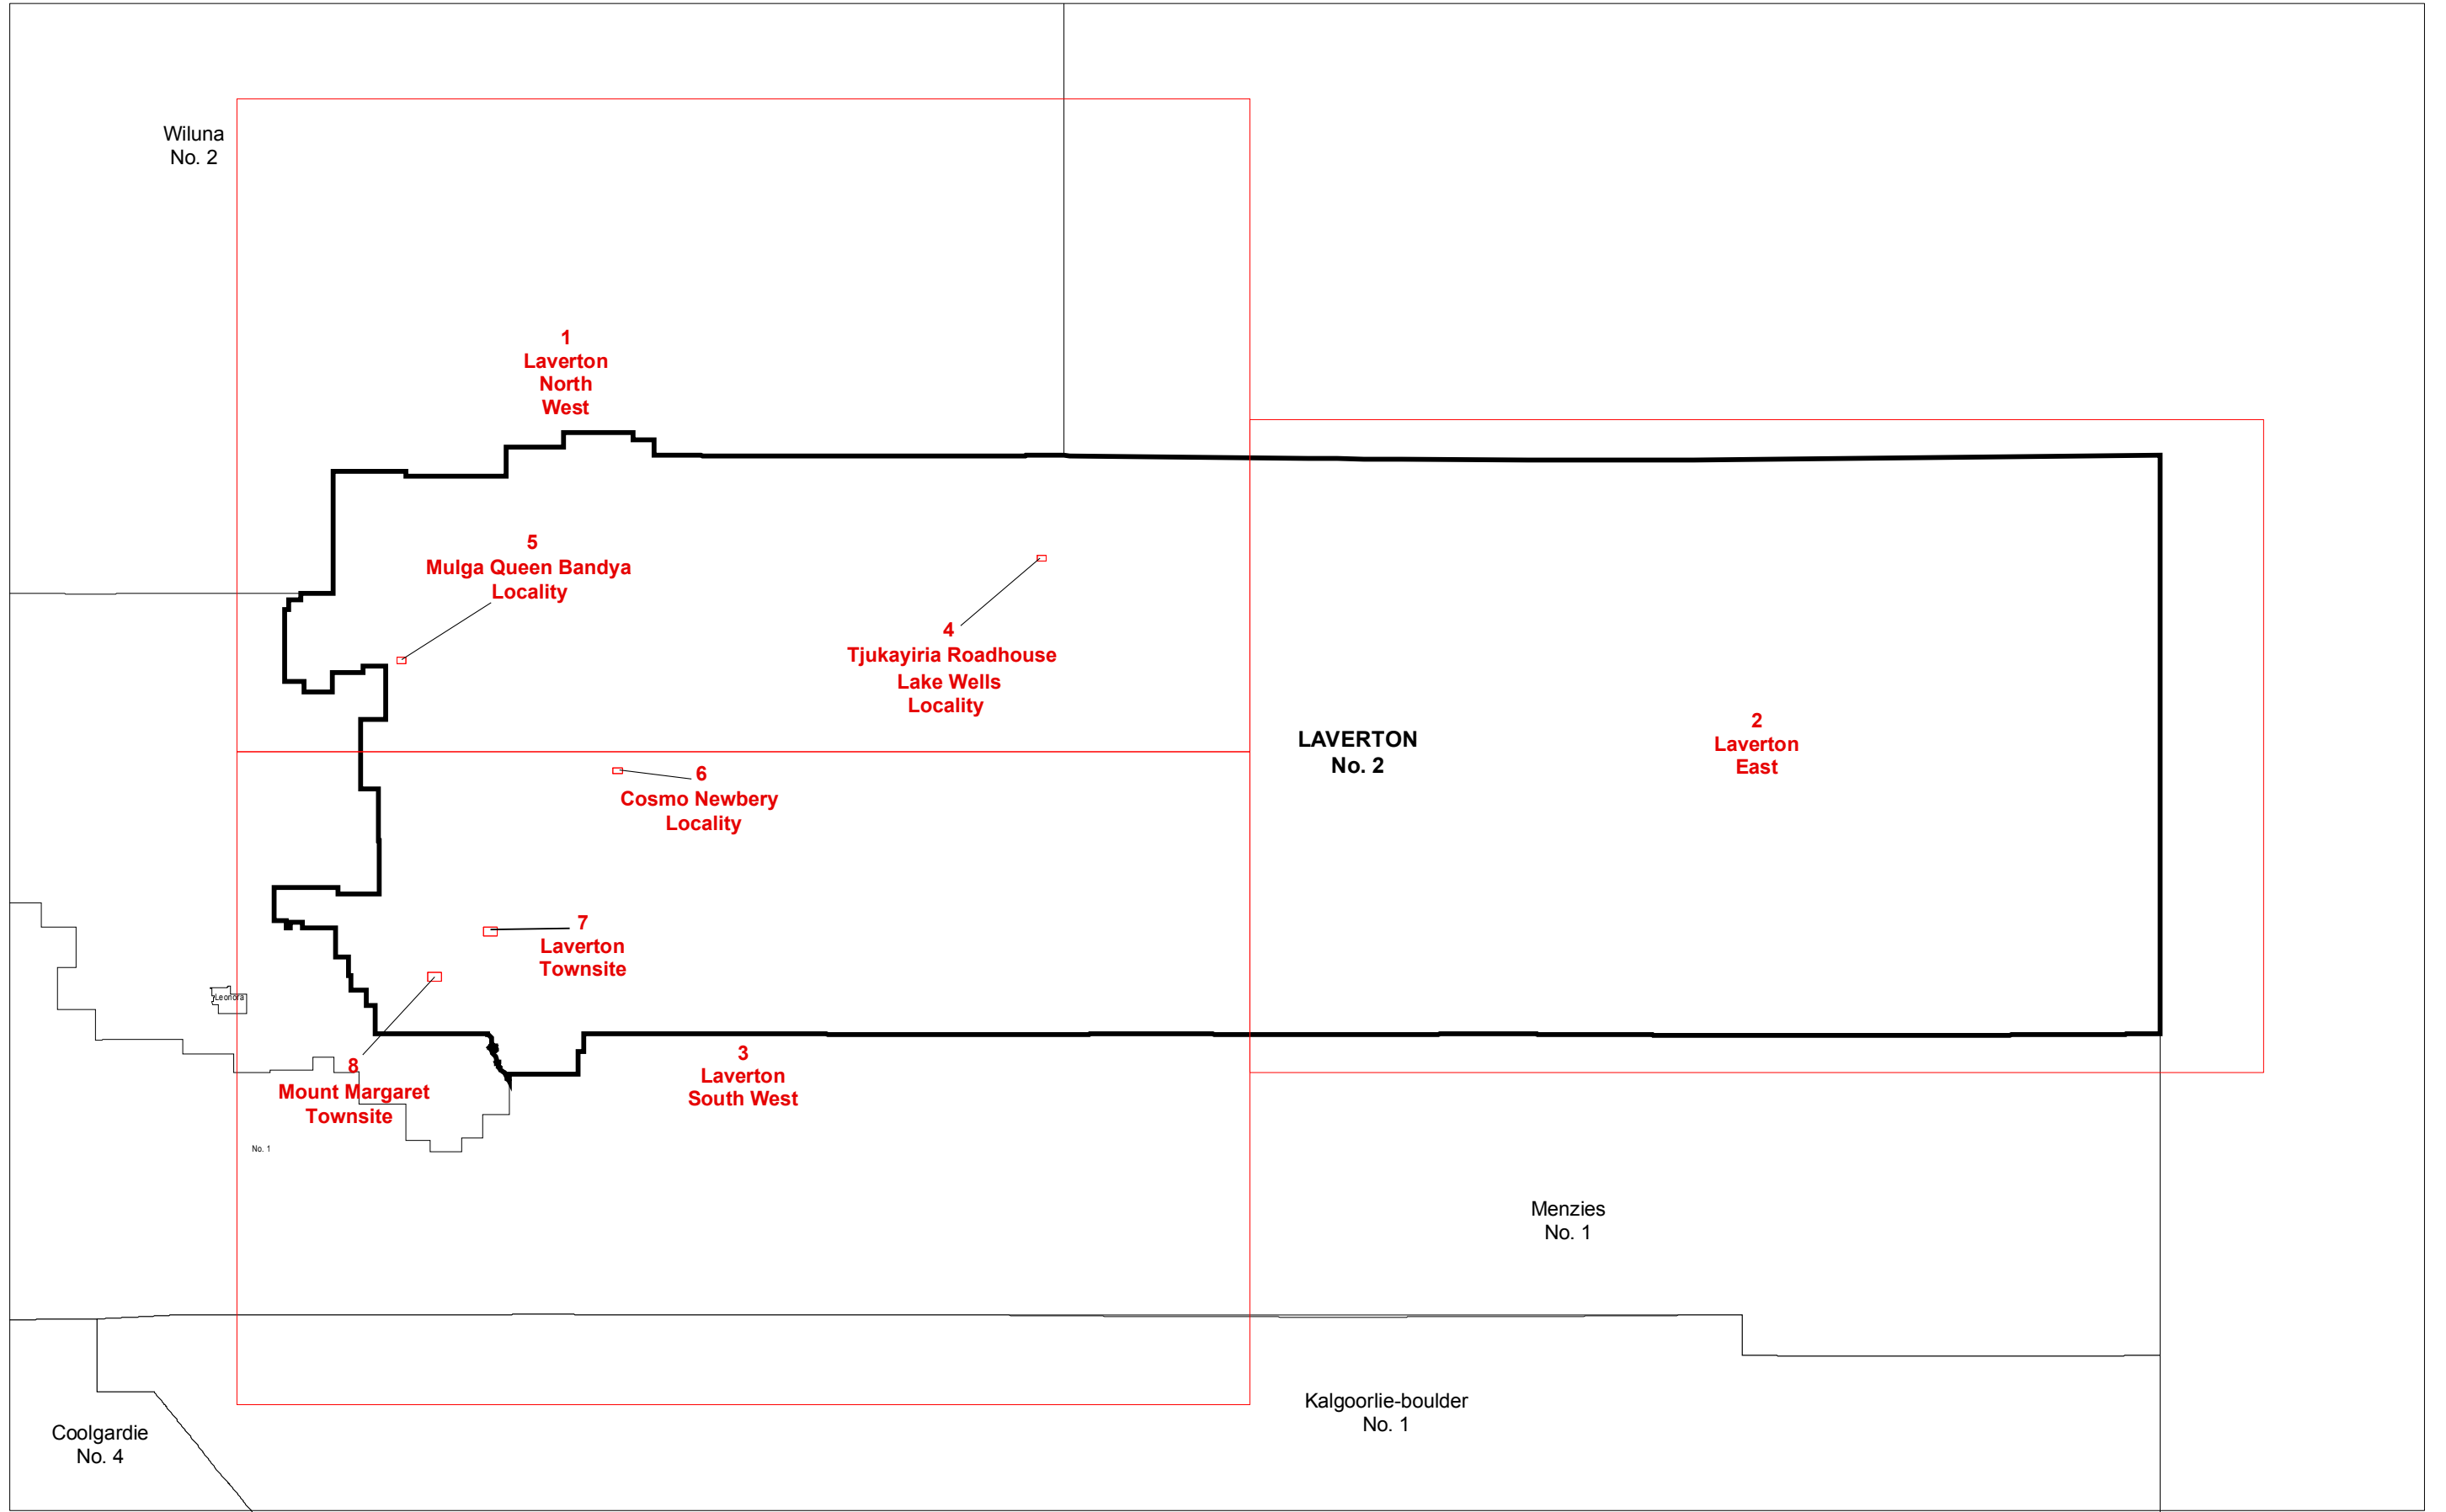 Wiluna
No. 2
1
Laverton
North
West
5
Mulga Queen Bandya
Locality
4
Tjukayiria Roadhouse
Lake Wells
Locality
LAVERTON
No. 2
2
Laverton
East
6
Cosmo Newbery
Locality
7
Laverton
Townsite
Leonora
3
Laverton
South West
8
Mount Margaret
Townsite
No. 1
Menzies
No. 1
Kalgoorlie-boulder
No. 1
Coolgardie
No. 4